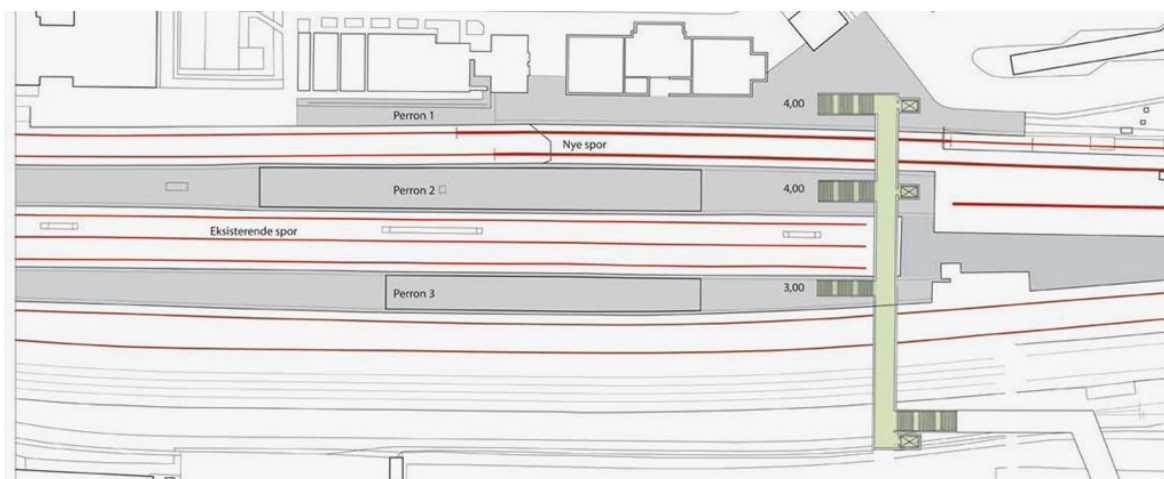 4,00
Perron 1
Nye spor
4,00
Perron 2
Eksisterende spor
3,00
Perron 3